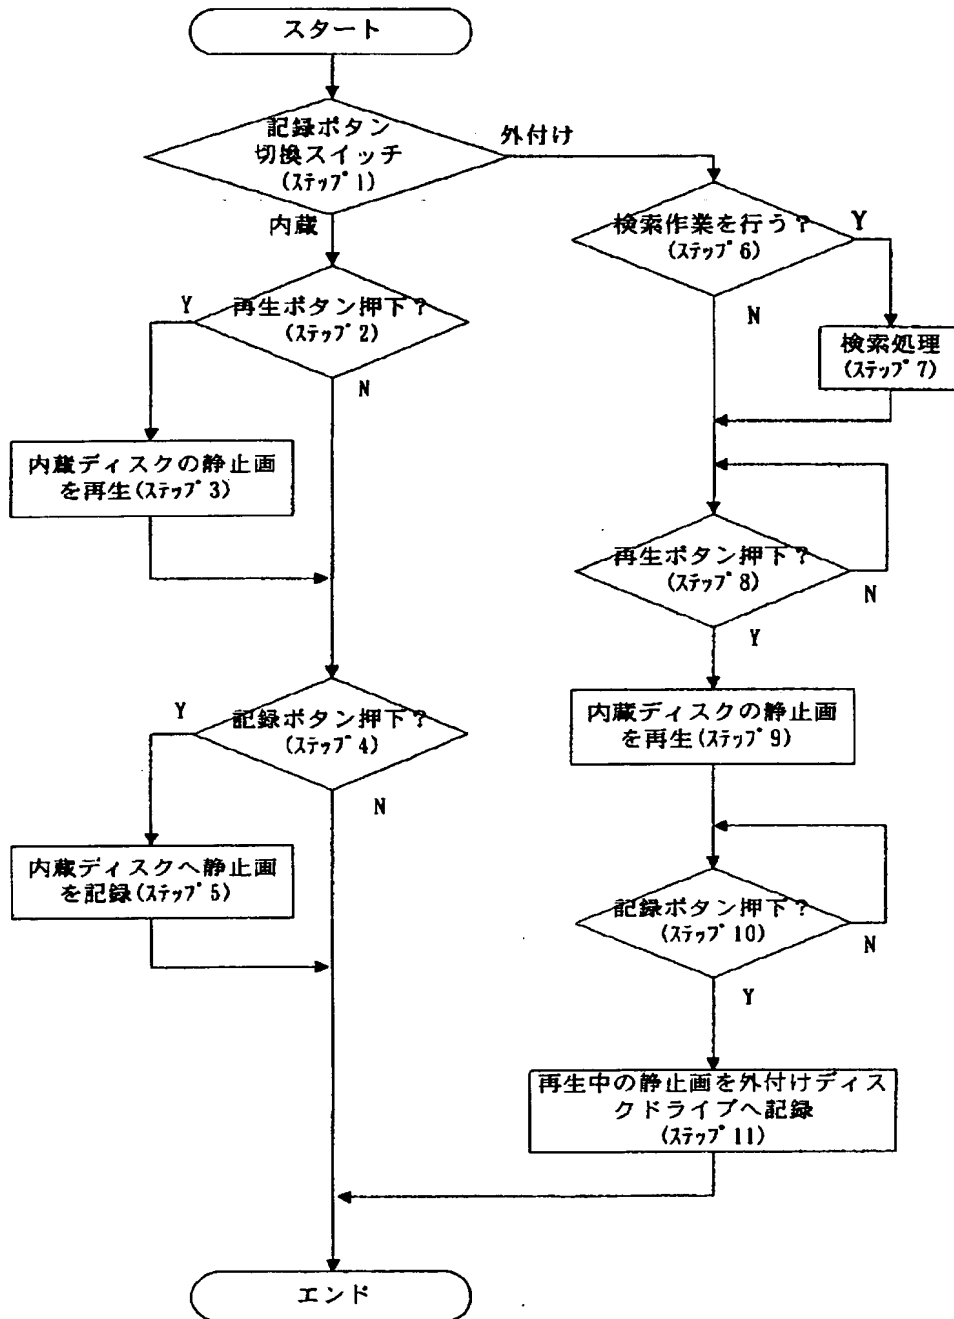 スタート
記録ボタン
切換スイッチ
(ステップ1)
外付け
内蔵
再生ボタン押下？
(ステップ2)
Y
N
内蔵ディスクの静止画
を再生(ステップ3)
記録ボタン押下？
(ステップ4)
Y
N
内蔵ディスクへ静止画
を記録(ステップ5)
検索作業を行う？
(ステップ6)
Y
N
検索処理
(ステップ7)
再生ボタン押下？
(ステップ8)
N
Y
内蔵ディスクの静止画
を再生(ステップ9)
記録ボタン押下？
(ステップ10)
N
Y
再生中の静止画を外付けディス
クドライブへ記録
(ステップ11)
エンド